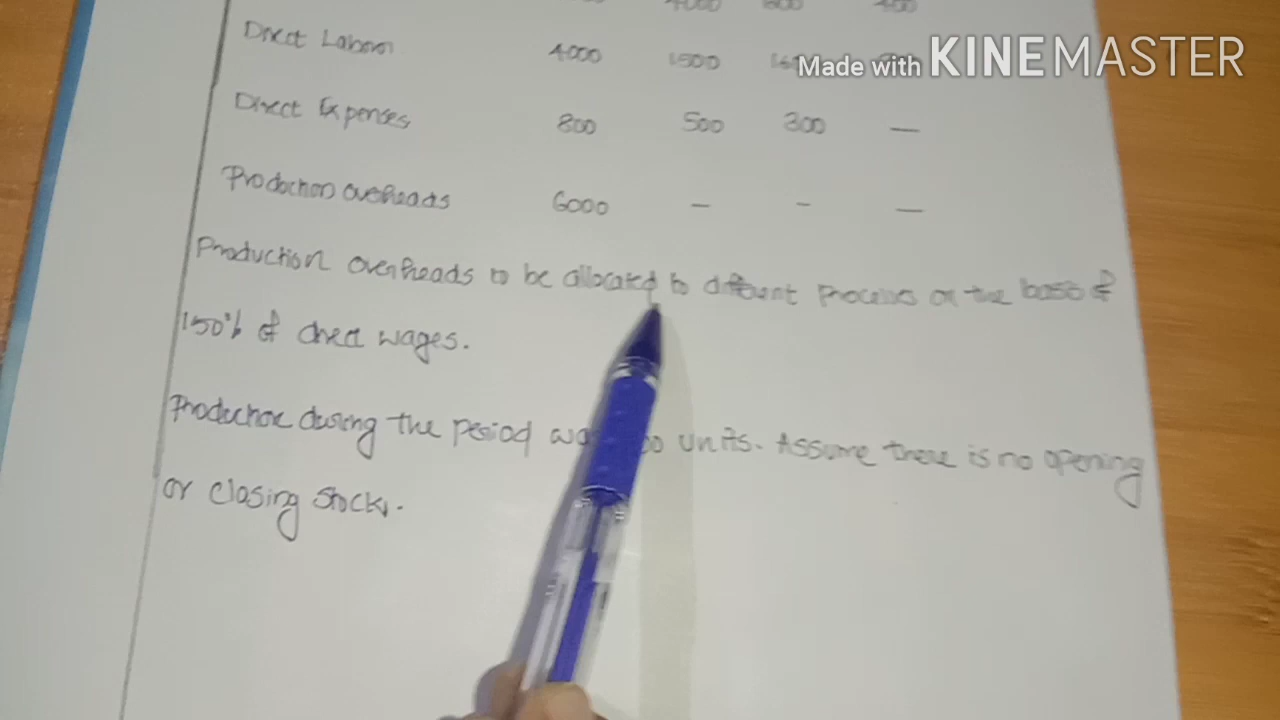 4000
Direct Labour 4000 1500
Made with KINEMASTER
Direct Expenses 800 500 300 —
Production overheads 6000 — - —
Production overheads to be allocated to different processes on the basis of
150% of direct wages.
Production during the period units. Assume there is no opening
or closing stock.